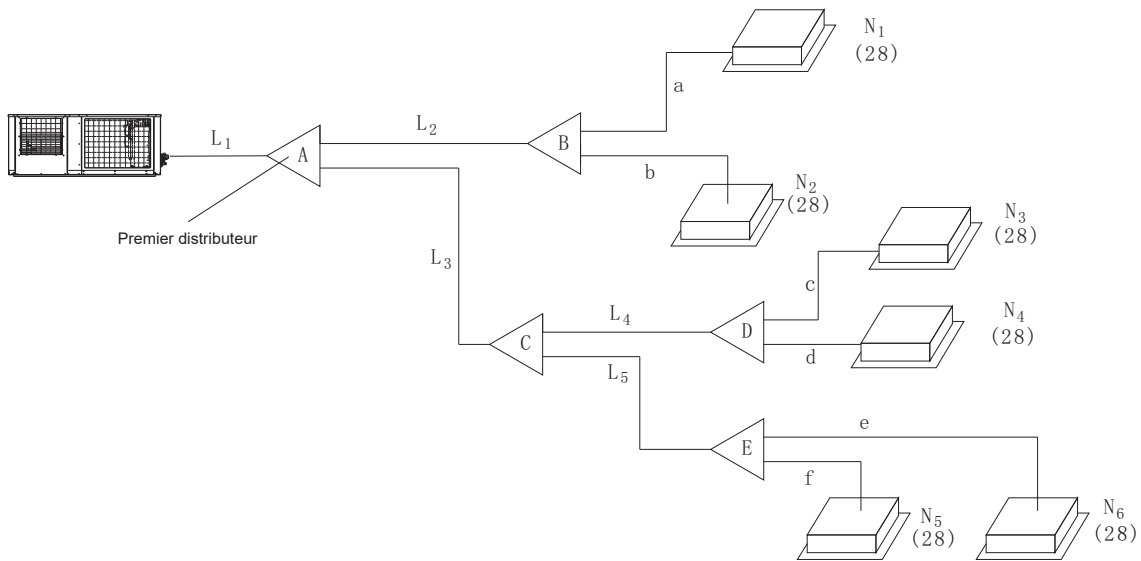 N1
(28)
a
L1
A
L2
B
b
N2
(28)
Premier distributeur
L3
N3
(28)
c
L4
D
d
N4
(28)
C
L5
E
e
f
N5
(28)
N6
(28)